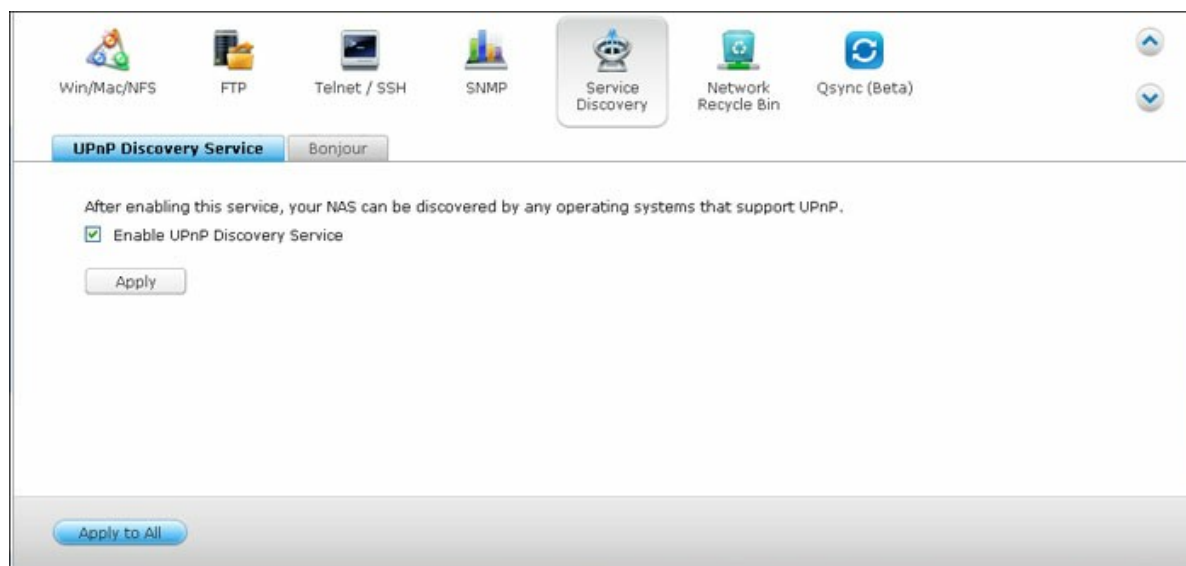 Win/Mac/NFS
FTP
Telnet / SSH
SNMP
Service
Discovery
Network
Recycle Bin
Qsync (Beta)
UPnP Discovery Service
Bonjour
After enabling this service, your NAS can be discovered by any operating systems that support UPnP.
Enable UPnP Discovery Service
Apply
Apply to All